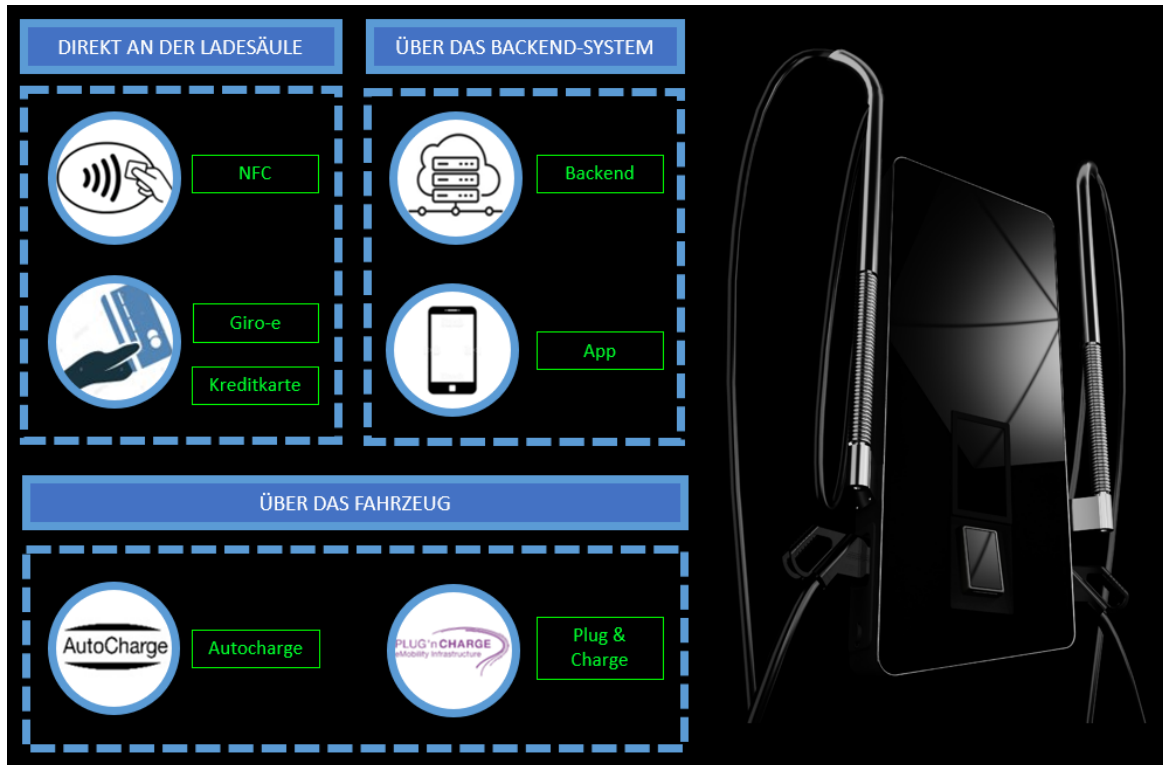 DIREKT AN DER LADESÄULE
NFC
Giro-e
Kreditkarte
ÜBER DAS BACKEND-SYSTEM
Backend
App
ÜBER DAS FAHRZEUG
AutoCharge
Autocharge
PLUG'n CHARGE
eMobility Infrastructure
Plug &
Charge